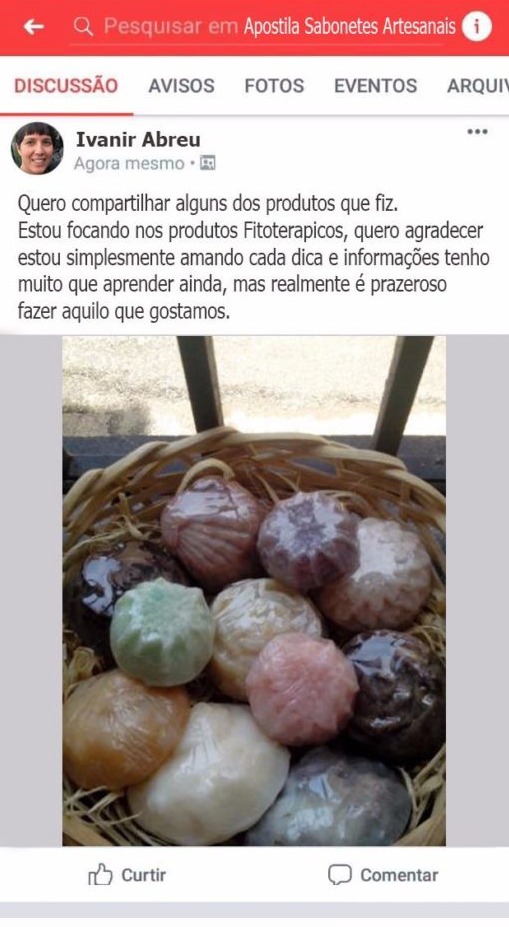 Pesquisar em Apostila Sabonetes Artesanais i
DISCUSSÃO AVISOS FOTOS EVENTOS ARQUIV
Ivanir Abreu
Agora mesmo •
Quero compartilhar alguns dos produtos que fiz.
Estou focando nos produtos Fitoterapicos, quero agradecer
estou simplesmente amando cada dica e informações tenho
muito que aprender ainda, mas realmente é prazeroso
fazer aquilo que gostamos.
Curtir Comentar